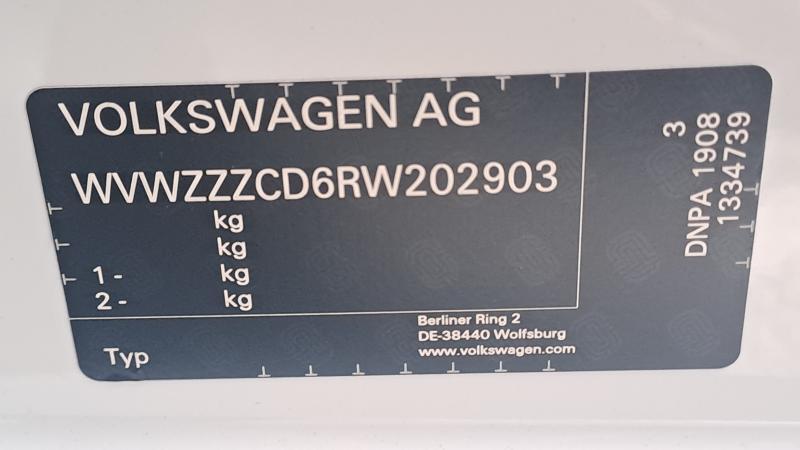 VOLKSWAGEN AG
WVWZZZCD6RW202903
kg
kg
1- kg
2- kg
Typ
Berliner Ring 2
DE-38440 Wolfsburg
www.volkswagen.com
3
DNPA 1908
1334739